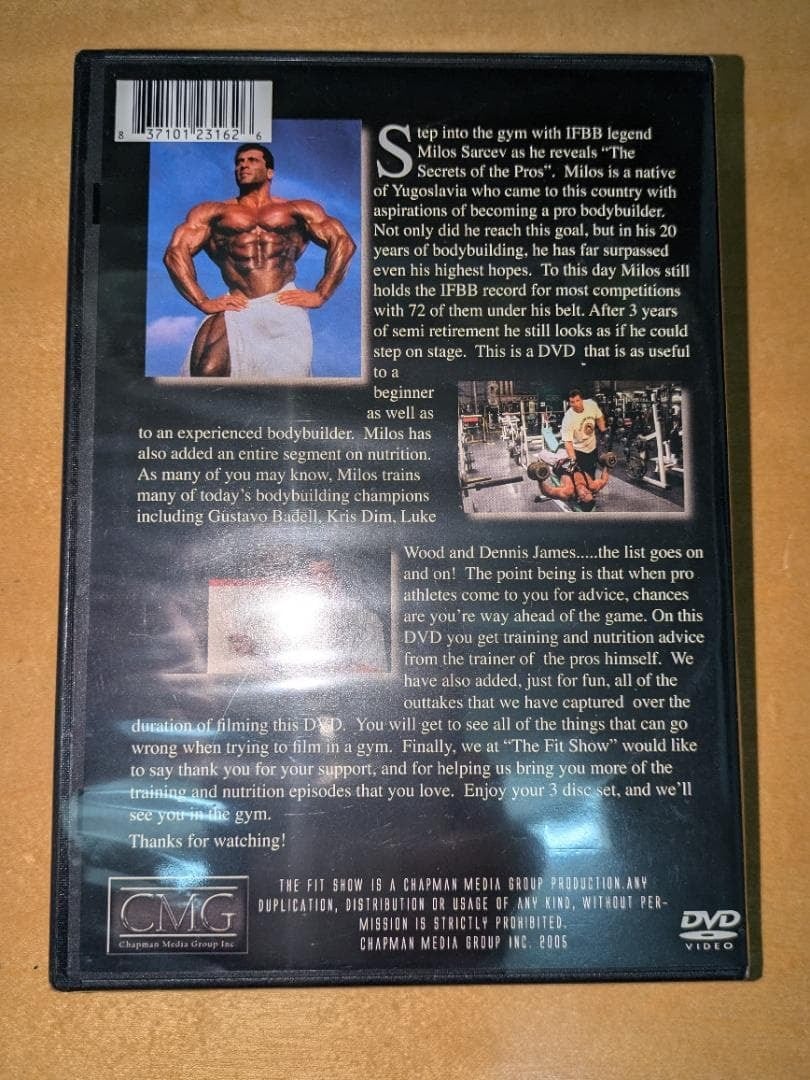 8 37101 23162 6
Step into the gym with IFBB legend
Milos Sarcev as he reveals “The
Secrets of the Pros”. Milos is a native
of Yugoslavia who came to this country with
aspirations of becoming a pro bodybuilder.
Not only did he reach this goal, but in his 20
years of bodybuilding, he has far surpassed
even his highest hopes. To this day Milos still
holds the IFBB record for most competitions
with 72 of them under his belt. After 3 years
of semi retirement he still looks as if he could
step on stage. This is a DVD that is as useful
to a
beginner
as well as
to an experienced bodybuilder. Milos has
also added an entire segment on nutrition.
As many of you may know, Milos trains
many of today's bodybuilding champions
including Gustavo Badell, Kris Dim, Luke
Wood and Dennis James.....the list goes on
and on! The point being is that when pro
athletes come to you for advice, chances
are you're way ahead of the game. On this
DVD you get training and nutrition advice
from the trainer of the pros himself. We
have also added, just for fun, all of the
outtakes that we have captured over the
duration of filming this DVD. You will get to see all of the things that can go
wrong when trying to film in a gym. Finally, we at “The Fit Show” would like
to say thank you for your support, and for helping us bring you more of the
training and nutrition episodes that you love. Enjoy your 3 disc set, and we'll
see you in the gym.
Thanks for watching!
CMG
Chapman Media Group Inc
THE FIT SHOW IS A CHAPMAN MEDIA GROUP PRODUCTION.ANY
DUPLICATION, DISTRIBUTION OR USAGE OF ANY KIND, WITHOUT PER-
MISSION IS STRICTLY PROHIBITED.
CHAPMAN MEDIA GROUP INC. 2005
DVD
VIDEO